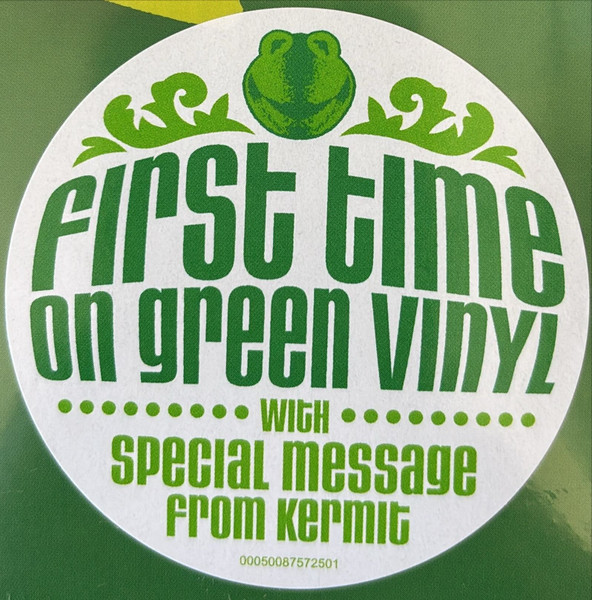 first time
on green vinyl
with
special message
from kermit
00050087572501